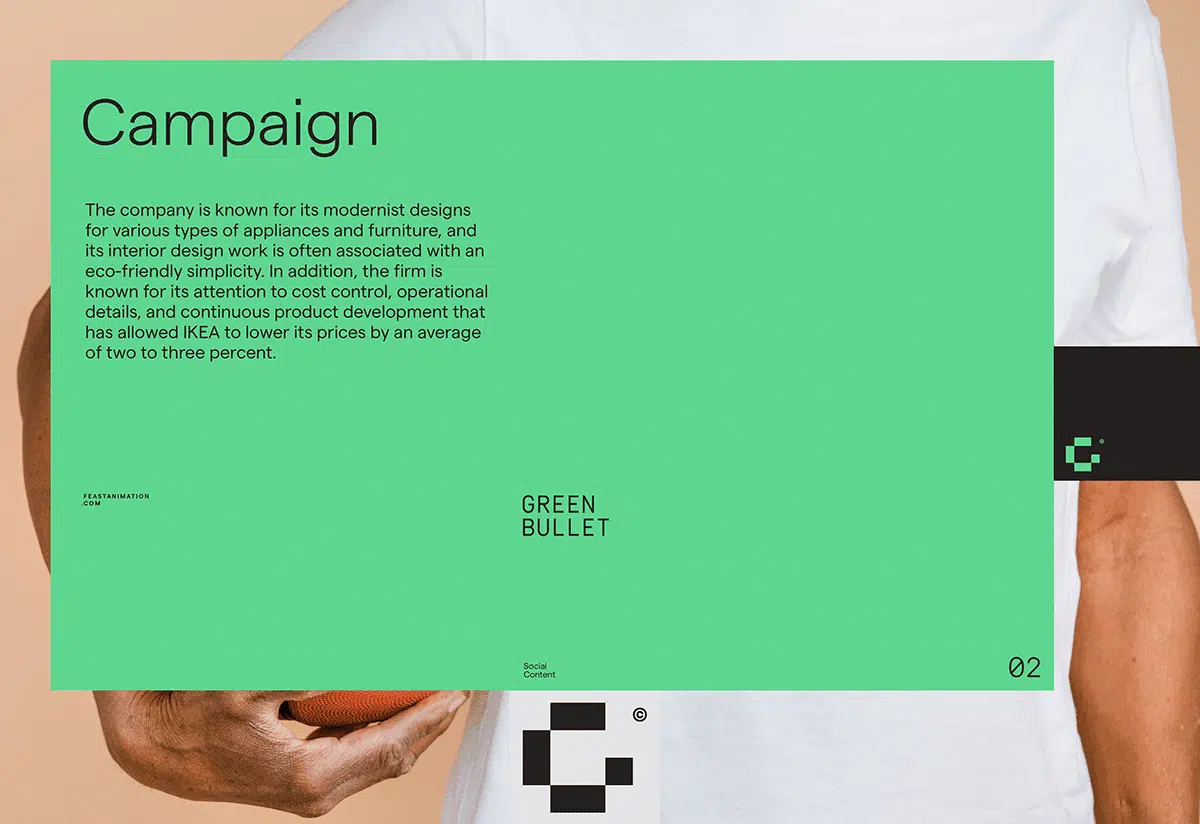 Campaign
The company is known for its modernist designs
for various types of appliances and furniture, and
its interior design work is often associated with an
eco-friendly simplicity. In addition, the firm is
known for its attention to cost control, operational
details, and continuous product development that
has allowed IKEA to lower its prices by an average
of two to three percent.
FEASTANIMATION
.COM
GREEN
BULLET
Social
Content
02
©